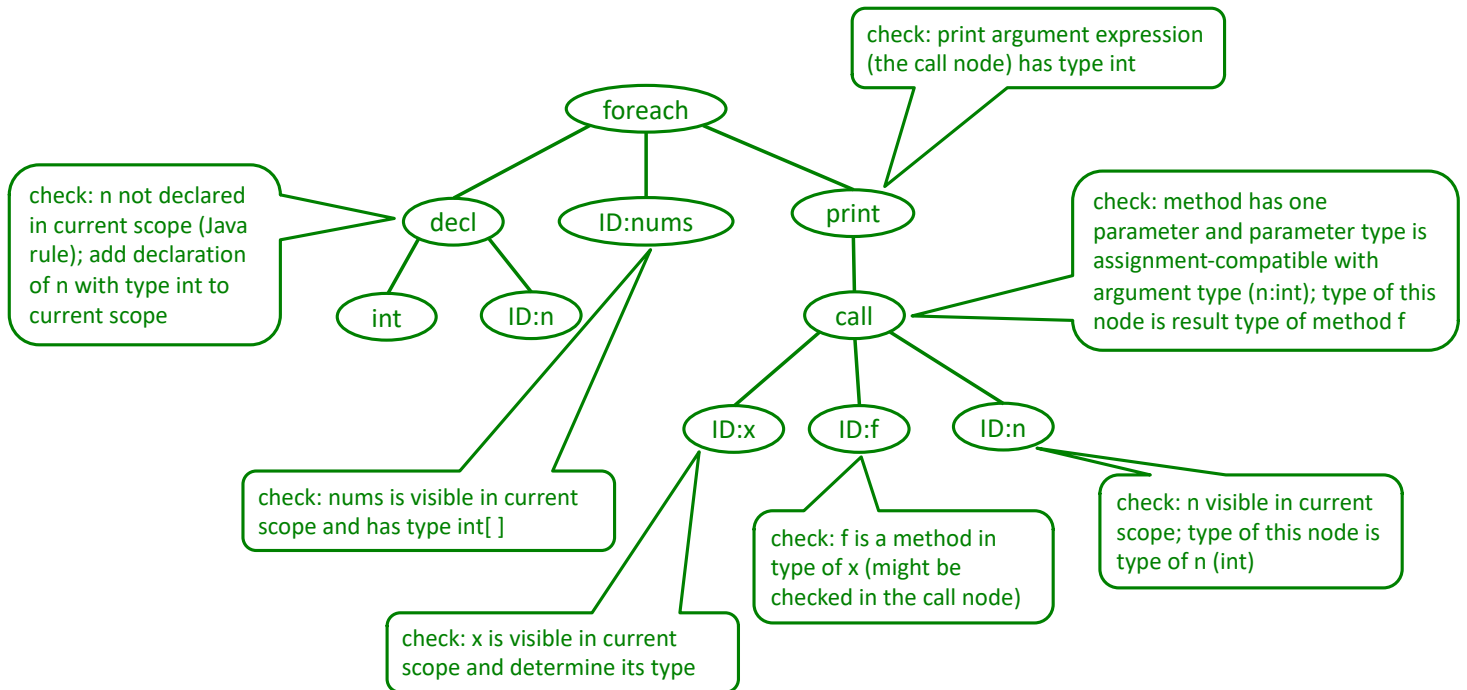 check: print argument expression
(the call node) has type int
foreach
check: n not declared
in current scope (Java
rule); add declaration
of n with type int to
current scope
decl
ID:nums
print
check: method has one
parameter and parameter type is
assignment-compatible with
argument type (n:int); type of this
node is result type of method f
int
ID:n
call
ID:x
ID:f
ID:n
check: nums is visible in current
scope and has type int[ ]
check: f is a method in
type of x (might be
checked in the call node)
check: n visible in current
scope; type of this node is
type of n (int)
check: x is visible in current
scope and determine its type